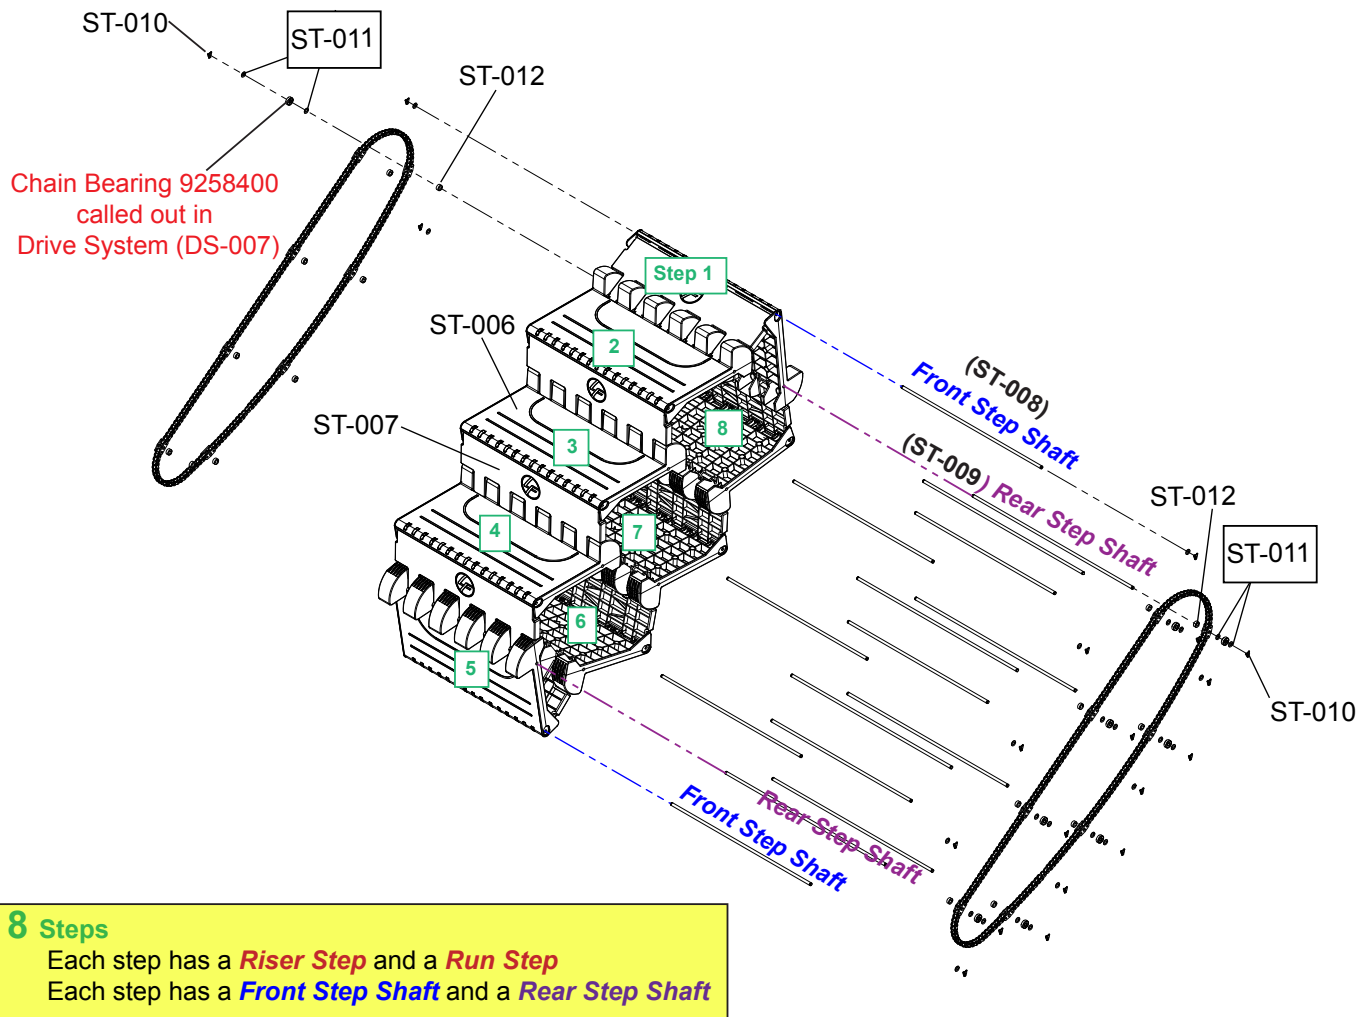 ST-010
ST-011
ST-012
Chain Bearing 9258400
called out in
Drive System (DS-007)
Step 1
ST-006
2
(ST-008)
Front Step Shaft
ST-007
3
8
(ST-009) Rear Step Shaft
ST-012
ST-011
4
7
6
5
ST-010
Rear Step Shaft
Front Step Shaft
8 Steps
Each step has a Riser Step and a Run Step
Each step has a Front Step Shaft and a Rear Step Shaft